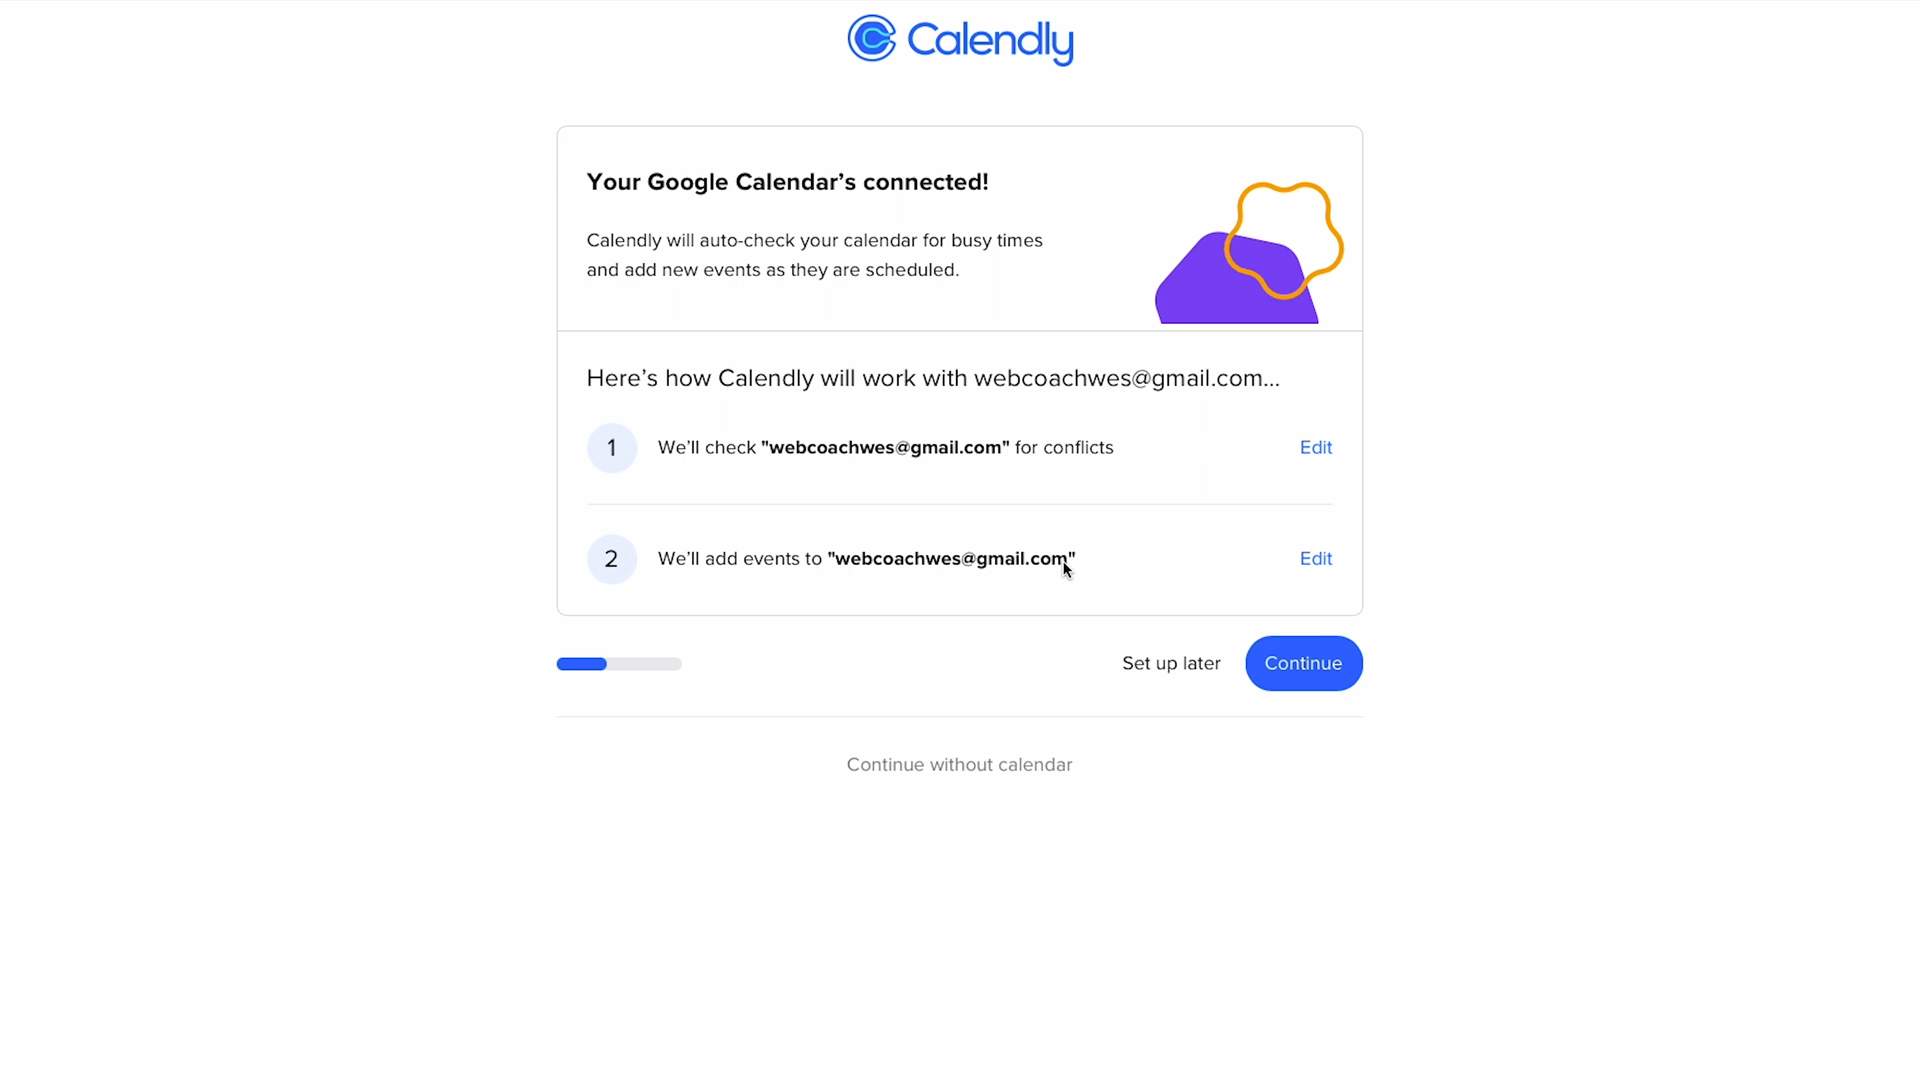 Calendly
Your Google Calendar’s connected!
Calendly will auto-check your calendar for busy times
and add new events as they are scheduled.
Here’s how Calendly will work with webcoachwes@gmail.com...
1 We’ll check "webcoachwes@gmail.com" for conflicts Edit
2 We’ll add events to "webcoachwes@gmail.com" Edit
Set up later Continue
Continue without calendar